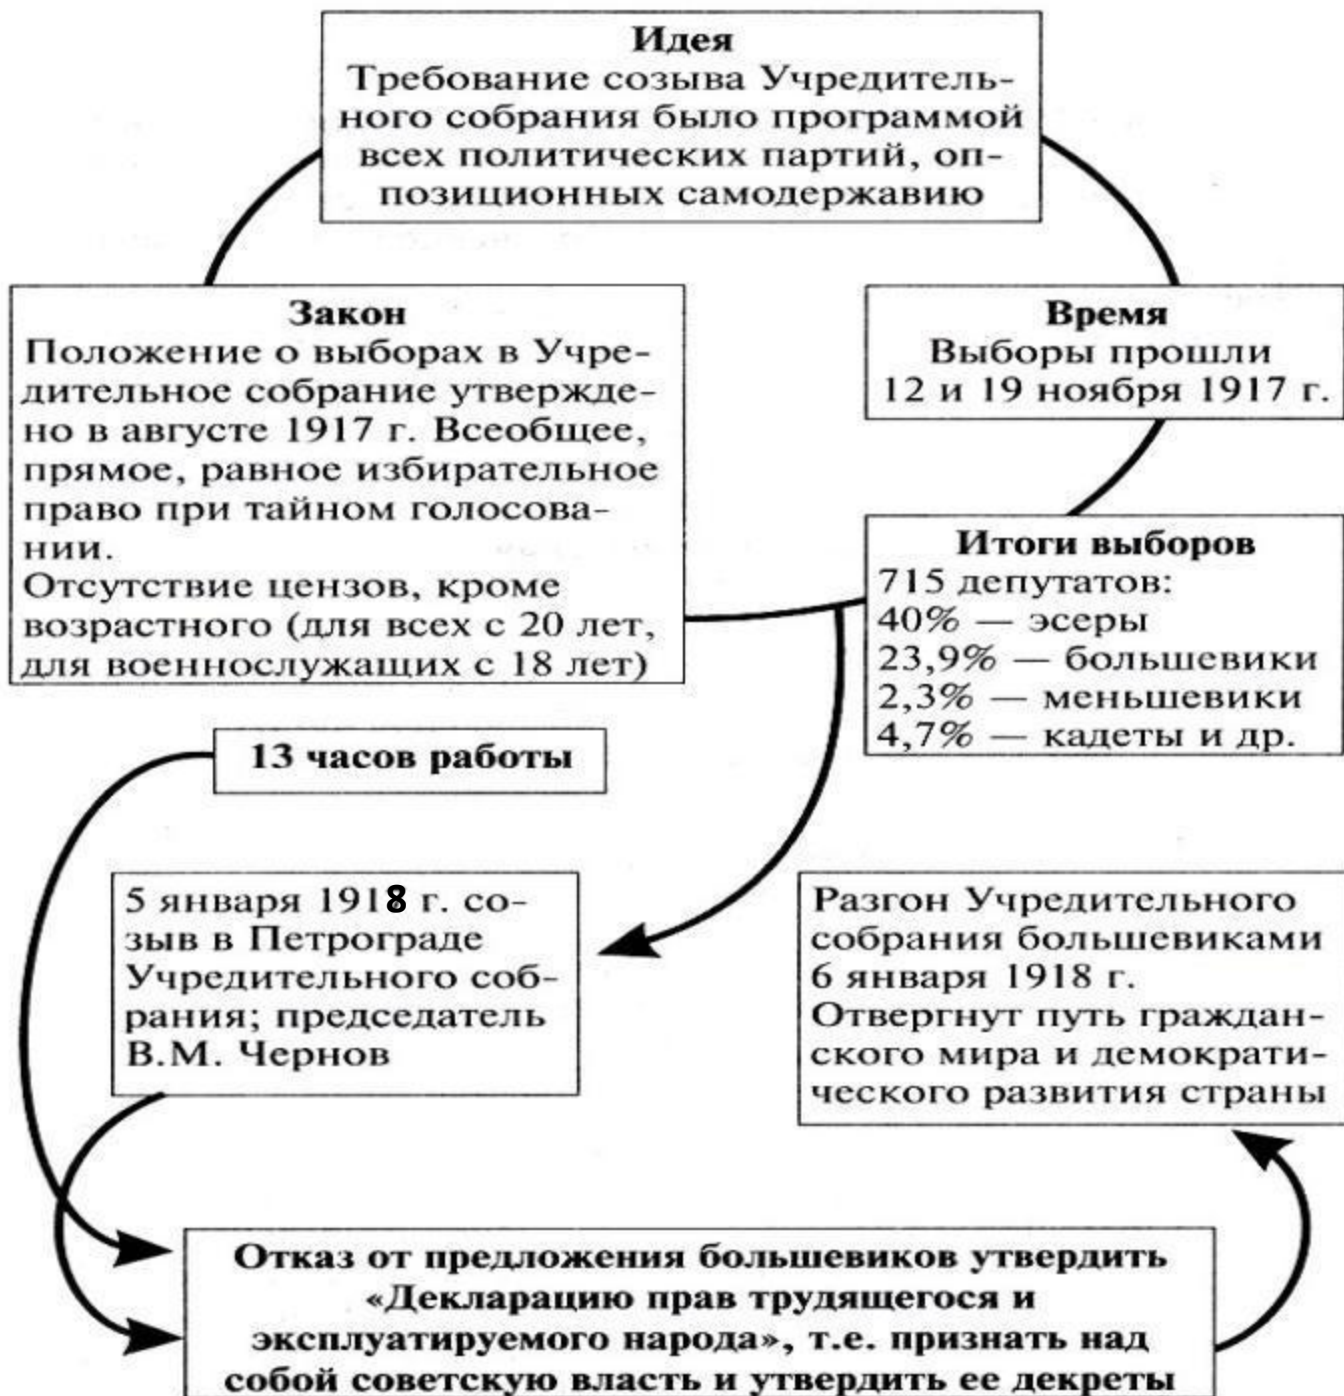 Идея
Требование созыва Учредитель-
ного собрания было программой
всех политических партий, оп-
позиционных самодержавию
Закон
Положение о выборах в Учре-
дительное собрание утвержде-
но в августе 1917 г. Всеобщее,
прямое, равное избирательное
право при тайном голосова-
нии.
Отсутствие цензов, кроме
возрастного (для всех с 20 лет,
для военнослужащих с 18 лет)
Время
Выборы прошли
12 и 19 ноября 1917 г.
Итоги выборов
715 депутатов:
40% — эсеры
23,9% — большевики
2,3% — меньшевики
4,7% — кадеты и др.
13 часов работы
5 января 1918 г. со-
зыв в Петрограде
Учредительного соб-
рания; председатель
В.М. Чернов
Разгон Учредительного
собрания большевиками
6 января 1918 г.
Отвергнут путь граждан-
ского мира и демократи-
ческого развития страны
Отказ от предложения большевиков утвердить
«Декларацию прав трудящегося и
эксплуатируемого народа», т.е. признать над
собой советскую власть и утвердить ее декреты